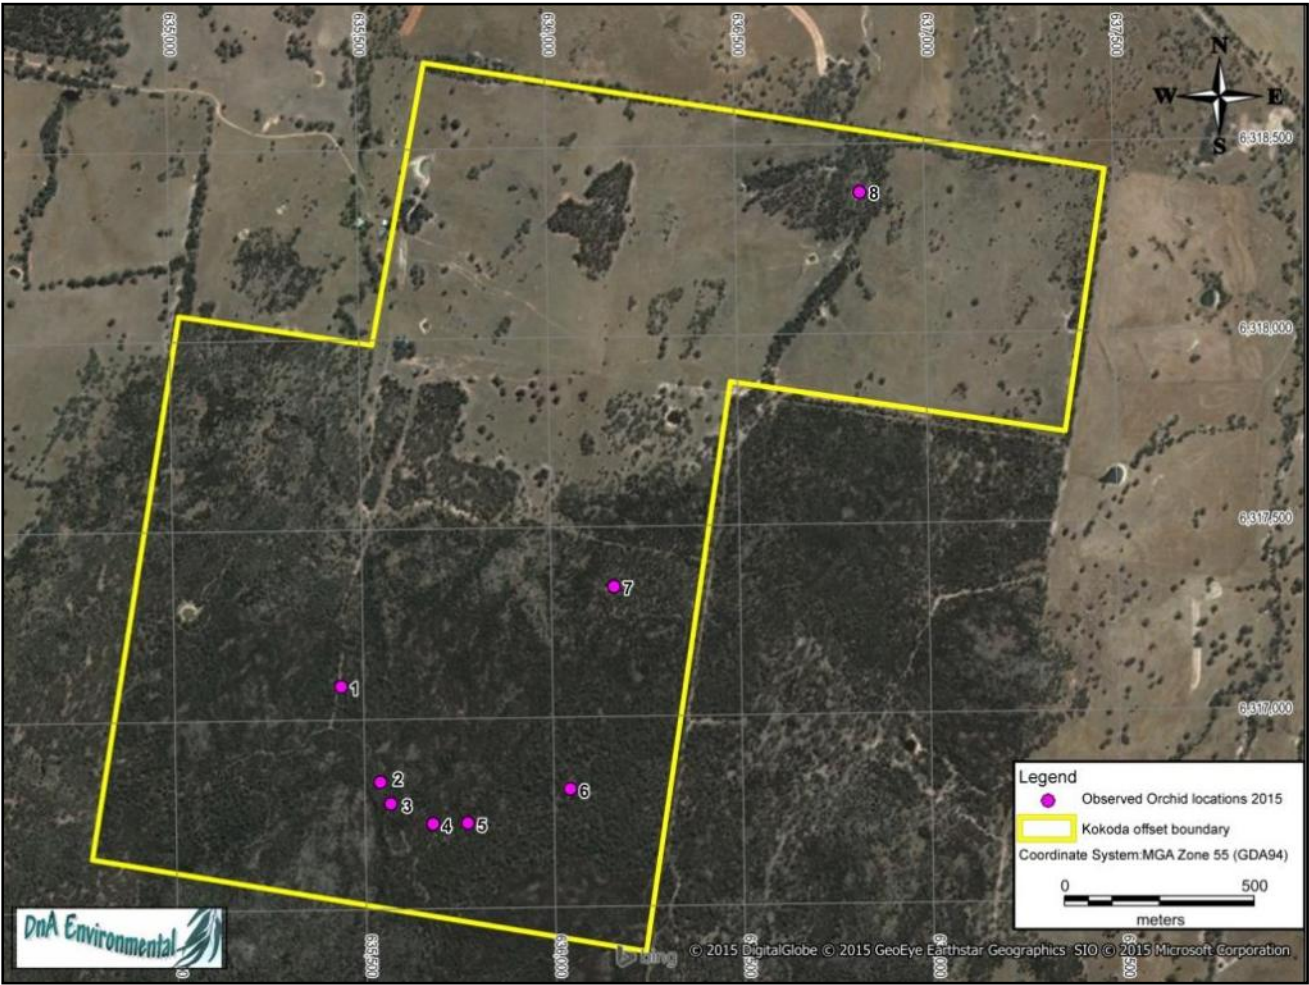 635,000
635,500
636,000
636,500
637,000
637,500
N
W E
S
6,318,500
8
6,318,000
6,317,500
7
1
6,317,000
2
3
4
5
6
Legend
Observed Orchid locations 2015
Kokoda offset boundary
Coordinate System:MGA Zone 55 (GDA94)
0 500
meters
DnA Environmental
635,500
bing
© 2015 DigitalGlobe © 2015 GeoEye Earthstar Geographics SIO © 2015 Microsoft Corporation